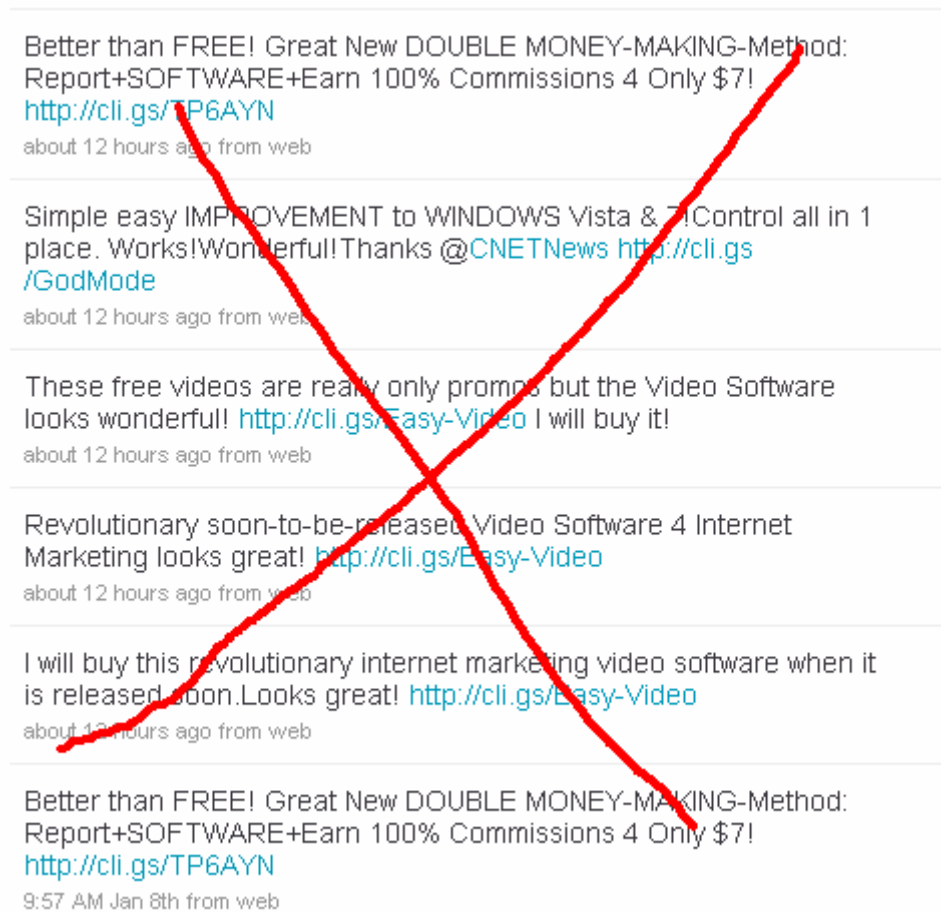 Better than FREE! Great New DOUBLE MONEY-MAKING-Method:
Report+SOFTWARE+Earn 100% Commissions 4 Only $7!
http://cli.gs/TP6AYN
about 12 hours ago from web
Simple easy IMPROVEMENT to WINDOWS Vista & 7!Control all in 1
place. Works!Wonderful!Thanks @CNETNews http://cli.gs
/GodMode
about 12 hours ago from web
These free videos are really only promos but the Video Software
looks wonderful! http://cli.gs/Easy-Video I will buy it!
about 12 hours ago from web
Revolutionary soon-to-be-released Video Software 4 Internet
Marketing looks great! http://cli.gs/Easy-Video
about 12 hours ago from web
I will buy this revolutionary internet marketing video software when it
is released soon.Looks great! http://cli.gs/Easy-Video
about 12 hours ago from web
Better than FREE! Great New DOUBLE MONEY-MAKING-Method:
Report+SOFTWARE+Earn 100% Commissions 4 Only $7!
http://cli.gs/TP6AYN
9:57 AM Jan 8th from web